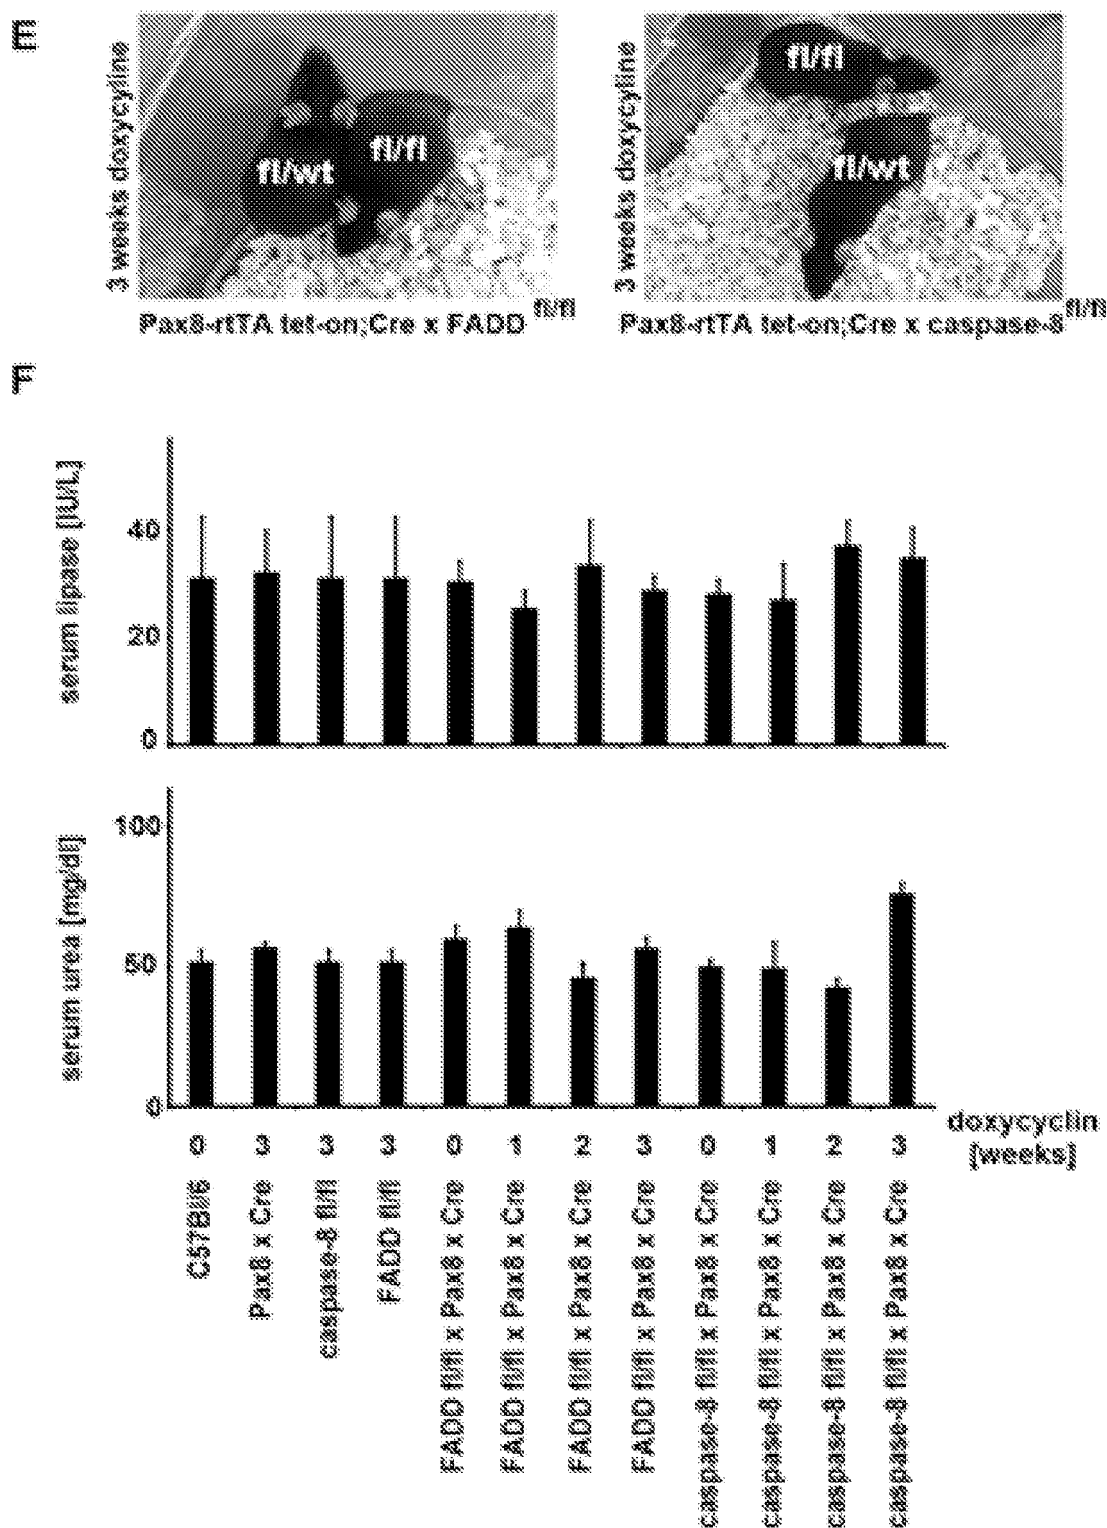 E
3 weeks doxycyline
fl/wt
fl/fl
Pax8-rtTA tet-on;Cre x FADD fl/fl
3 weeks doxycyline
fl/fl
fl/wt
Pax8-rtTA tet-on;Cre x caspase-8 fl/fl
F
serum lipase [IU/L]
40
20
0
serum urea [mg/dl]
100
50
0
0 3 3 3 0 1 2 3 0 1 2 3
doxycyclin
[weeks]
C57Bl/6
Pax8 x Cre
caspase-8 fl/fl
FADD fl/fl
FADD fl/fl x Pax8 x Cre
FADD fl/fl x Pax8 x Cre
FADD fl/fl x Pax8 x Cre
FADD fl/fl x Pax8 x Cre
caspase-8 fl/fl x Pax8 x Cre
caspase-8 fl/fl x Pax8 x Cre
caspase-8 fl/fl x Pax8 x Cre
caspase-8 fl/fl x Pax8 x Cre